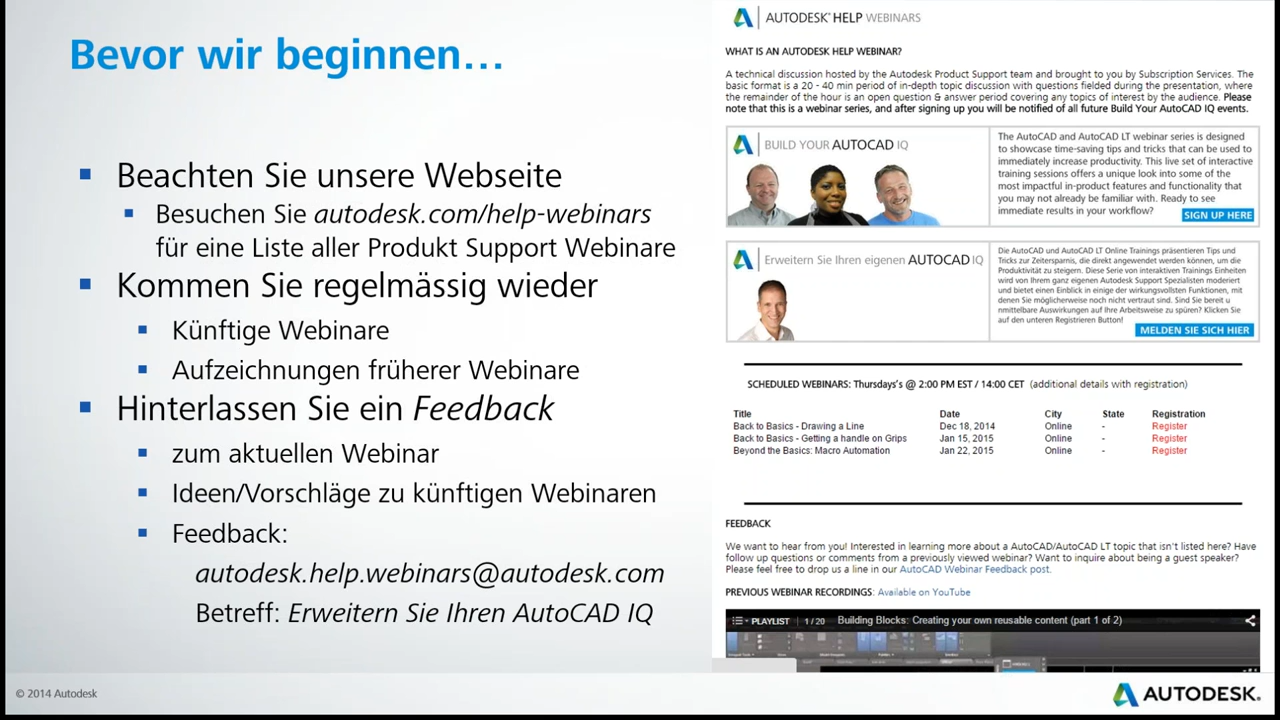 Bevor wir beginnen…
Beachten Sie unsere Webseite
Besuchen Sie autodesk.com/help-webinars
für eine Liste aller Produkt Support Webinare
Kommen Sie regelmässig wieder
Künftige Webinare
Aufzeichnungen früherer Webinare
Hinterlassen Sie ein Feedback
zum aktuellen Webinar
Ideen/Vorschläge zu künftigen Webinaren
Feedback:
autodesk.help.webinars@autodesk.com
Betreff: Erweitern Sie Ihren AutoCAD IQ
AUTODESK® HELP WEBINARS
WHAT IS AN AUTODESK HELP WEBINAR?
A technical discussion hosted by the Autodesk Product Support team and brought to you by Subscription Services. The
basic format is a 20 - 40 min period of in-depth topic discussion with questions fielded during the presentation, where
the remainder of the hour is an open question & answer period covering any topics of interest by the audience. Please
note that this is a webinar series, and after signing up you will be notified of all future Build Your AutoCAD IQ events.
BUILD YOUR AUTOCAD IQ
The AutoCAD and AutoCAD LT webinar series is designed
to showcase time-saving tips and tricks that can be used to
immediately increase productivity. This live set of interactive
training sessions offers a unique look into some of the
most impactful in-product features and functionality that
you may not already be familiar with. Ready to see
immediate results in your workflow? SIGN UP HERE
Erweitern Sie Ihren eigenen AUTOCAD IQ
Die AutoCAD und AutoCAD LT Online Trainings präsentieren Tips und
Tricks zur Zeitersparnis, die direkt angewendet werden können, um die
Produktivität zu steigern. Diese Serie von interaktiven Trainings Einheiten
wird von Ihrem ganz eigenen Autodesk Support Spezialisten moderiert
und bietet einen Einblick in einige der wirkungsvollsten Funktionen, mit
denen Sie möglicherweise noch nicht vertraut sind. Sind Sie bereit u
nmittelbare Auswirkungen auf Ihre Arbeitsweise zu spüren? Klicken Sie
auf den unteren Registrieren Button!
MELDEN SIE SICH HIER
SCHEDULED WEBINARS: Thursdays's @ 2:00 PM EST / 14:00 CET (additional details with registration)
Title Date City State Registration
Back to Basics - Drawing a Line Dec 18, 2014 Online - Register
Back to Basics - Getting a handle on Grips Jan 15, 2015 Online - Register
Beyond the Basics: Macro Automation Jan 22, 2015 Online - Register
FEEDBACK
We want to hear from you! Interested in learning more about a AutoCAD/AutoCAD LT topic that isn't listed here? Have
follow up questions or comments from a previously viewed webinar? Want to inquire about being a guest speaker?
Please feel free to drop us a line in our AutoCAD Webinar Feedback post.
PREVIOUS WEBINAR RECORDINGS: Available on YouTube
PLAYLIST 1 / 20 Building Blocks: Creating your own reusable content (part 1 of 2)
© 2014 Autodesk
AUTODESK.